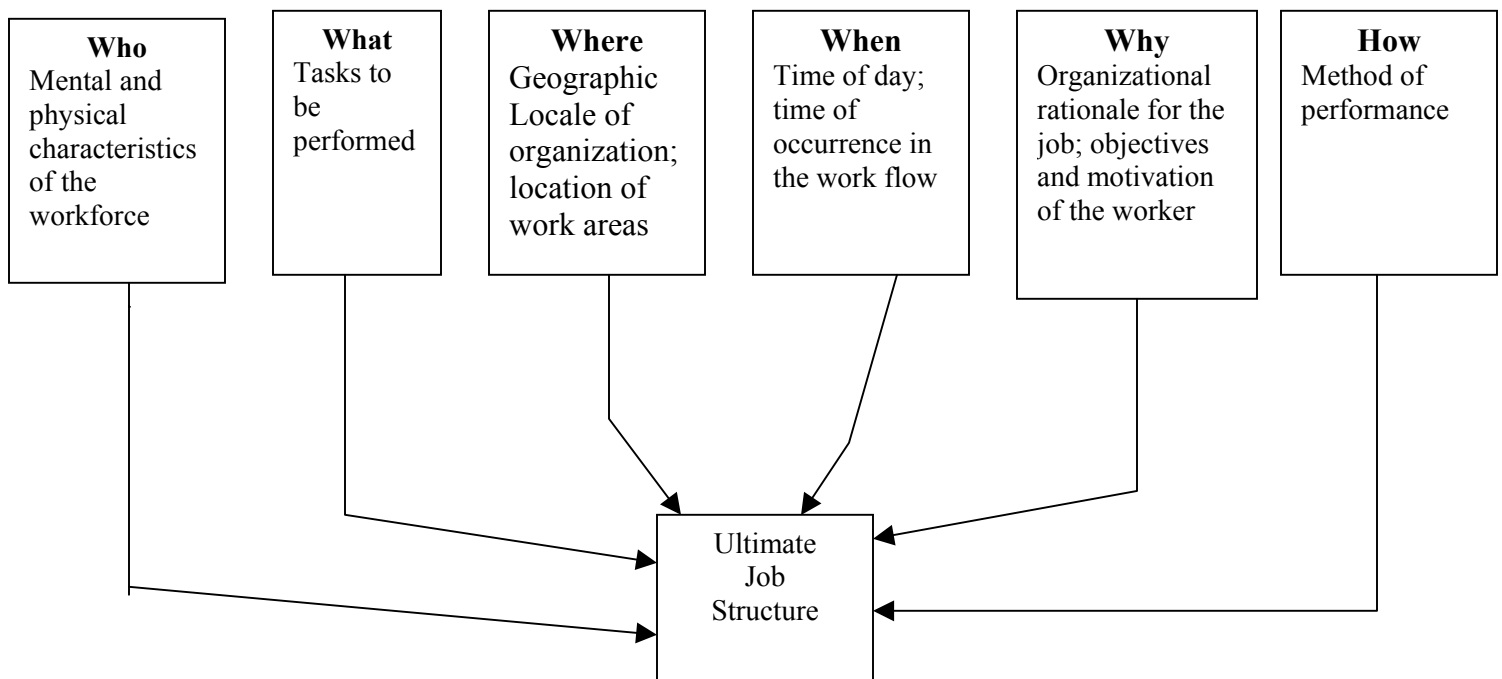 Who
Mental and
physical
characteristics
of the
workforce
What
Tasks to
be
performed
Where
Geographic
Locale of
organization;
location of
work areas
When
Time of day;
time of
occurrence in
the work flow
Why
Organizational
rationale for the
job; objectives
and motivation
of the worker
How
Method of
performance
Ultimate
Job
Structure